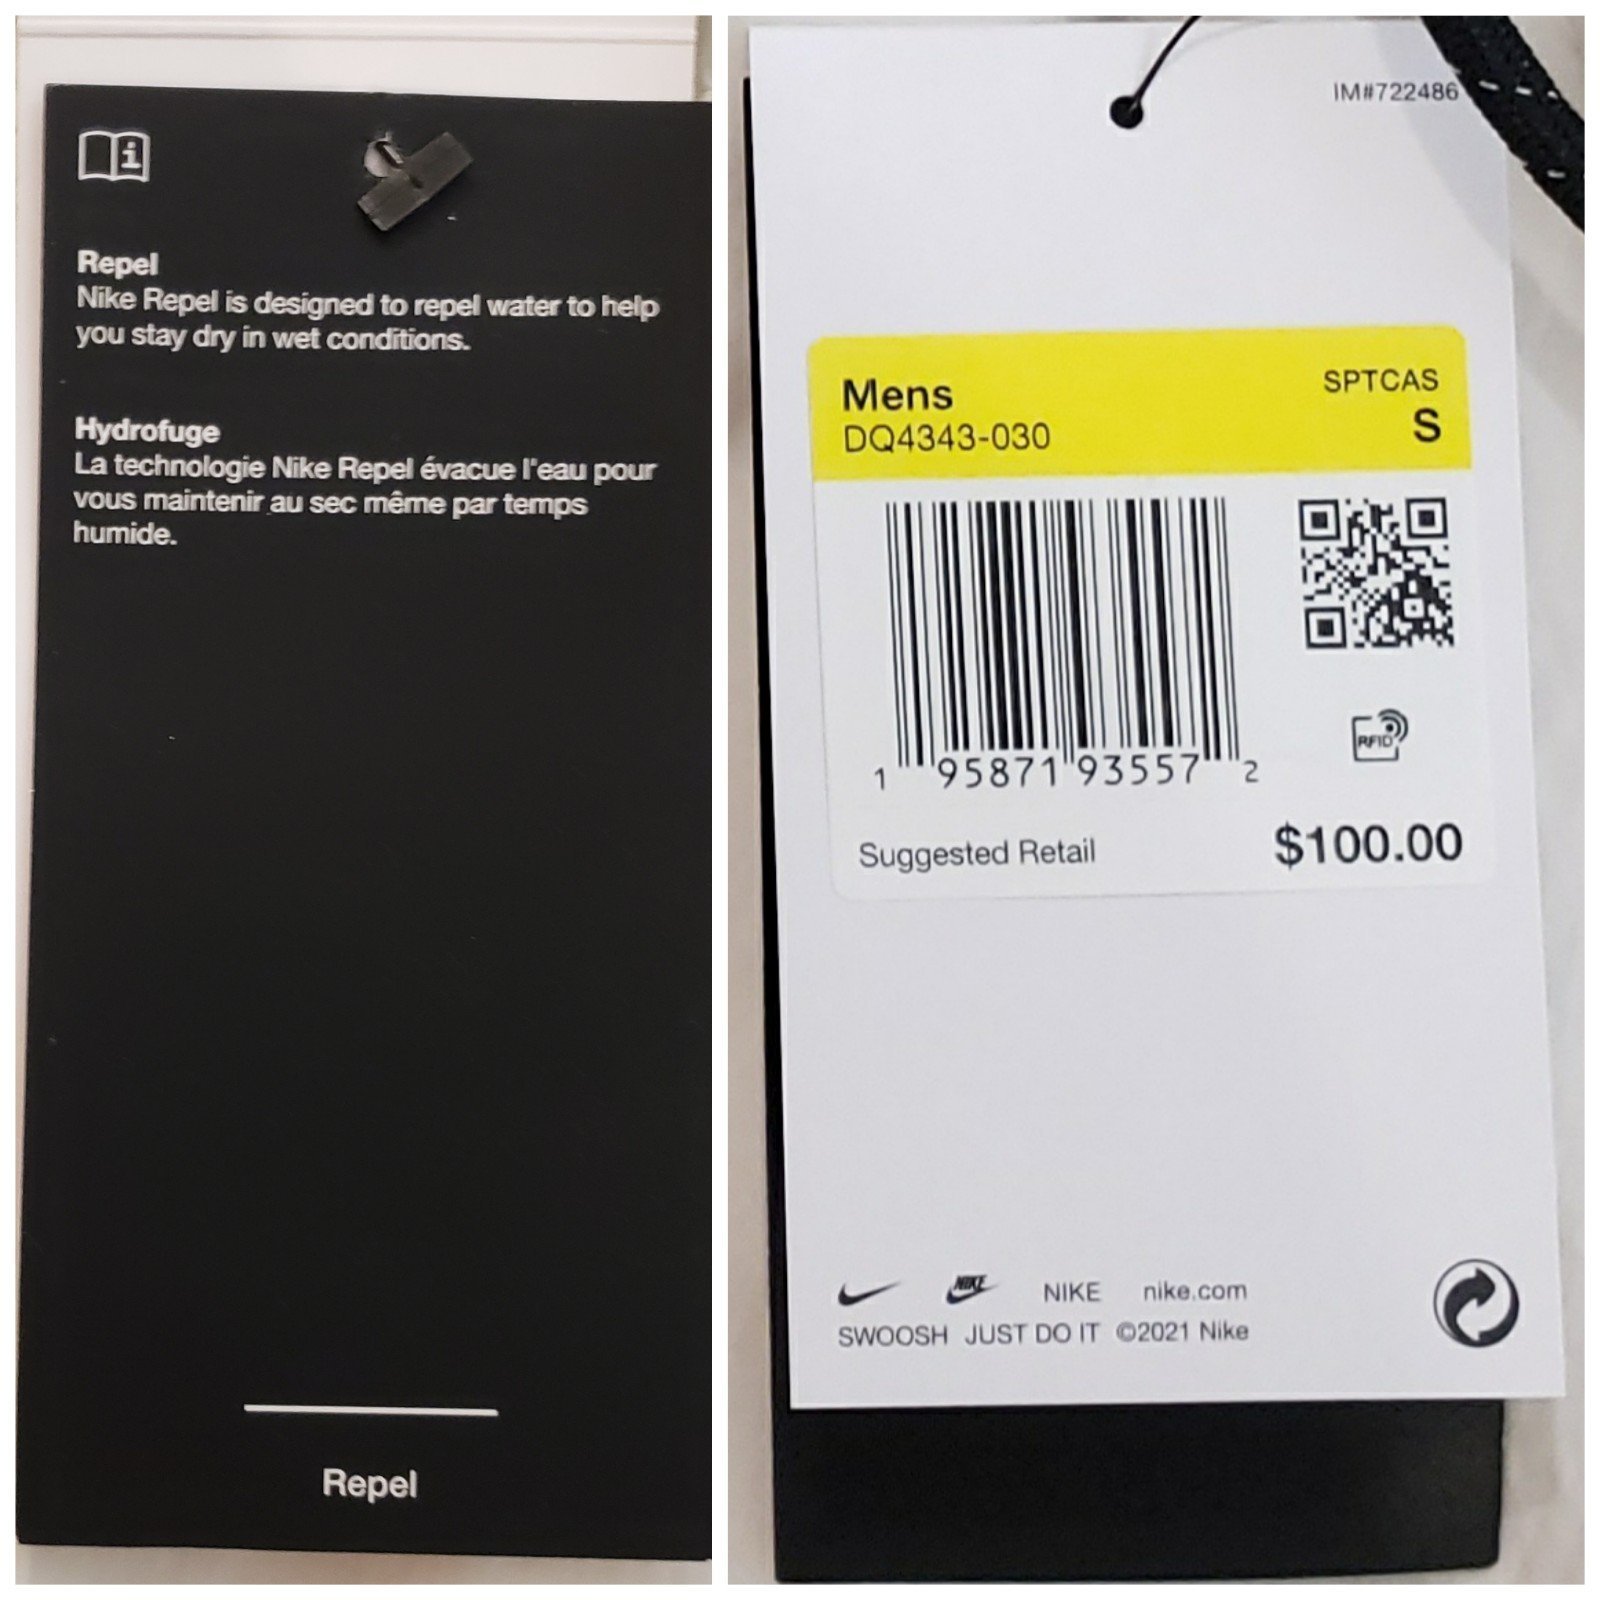 Repel
Nike Repel is designed to repel water to help
you stay dry in wet conditions.
Hydrofuge
La technologie Nike Repel évacue l'eau pour
vous maintenir au sec même par temps
humide.
Repel
IM#722486
Mens SPTCAS
DQ4343-030 S
1 95871 93557 2
RFID
Suggested Retail $100.00
NIKE NIKE nike.com
SWOOSH JUST DO IT ©2021 Nike